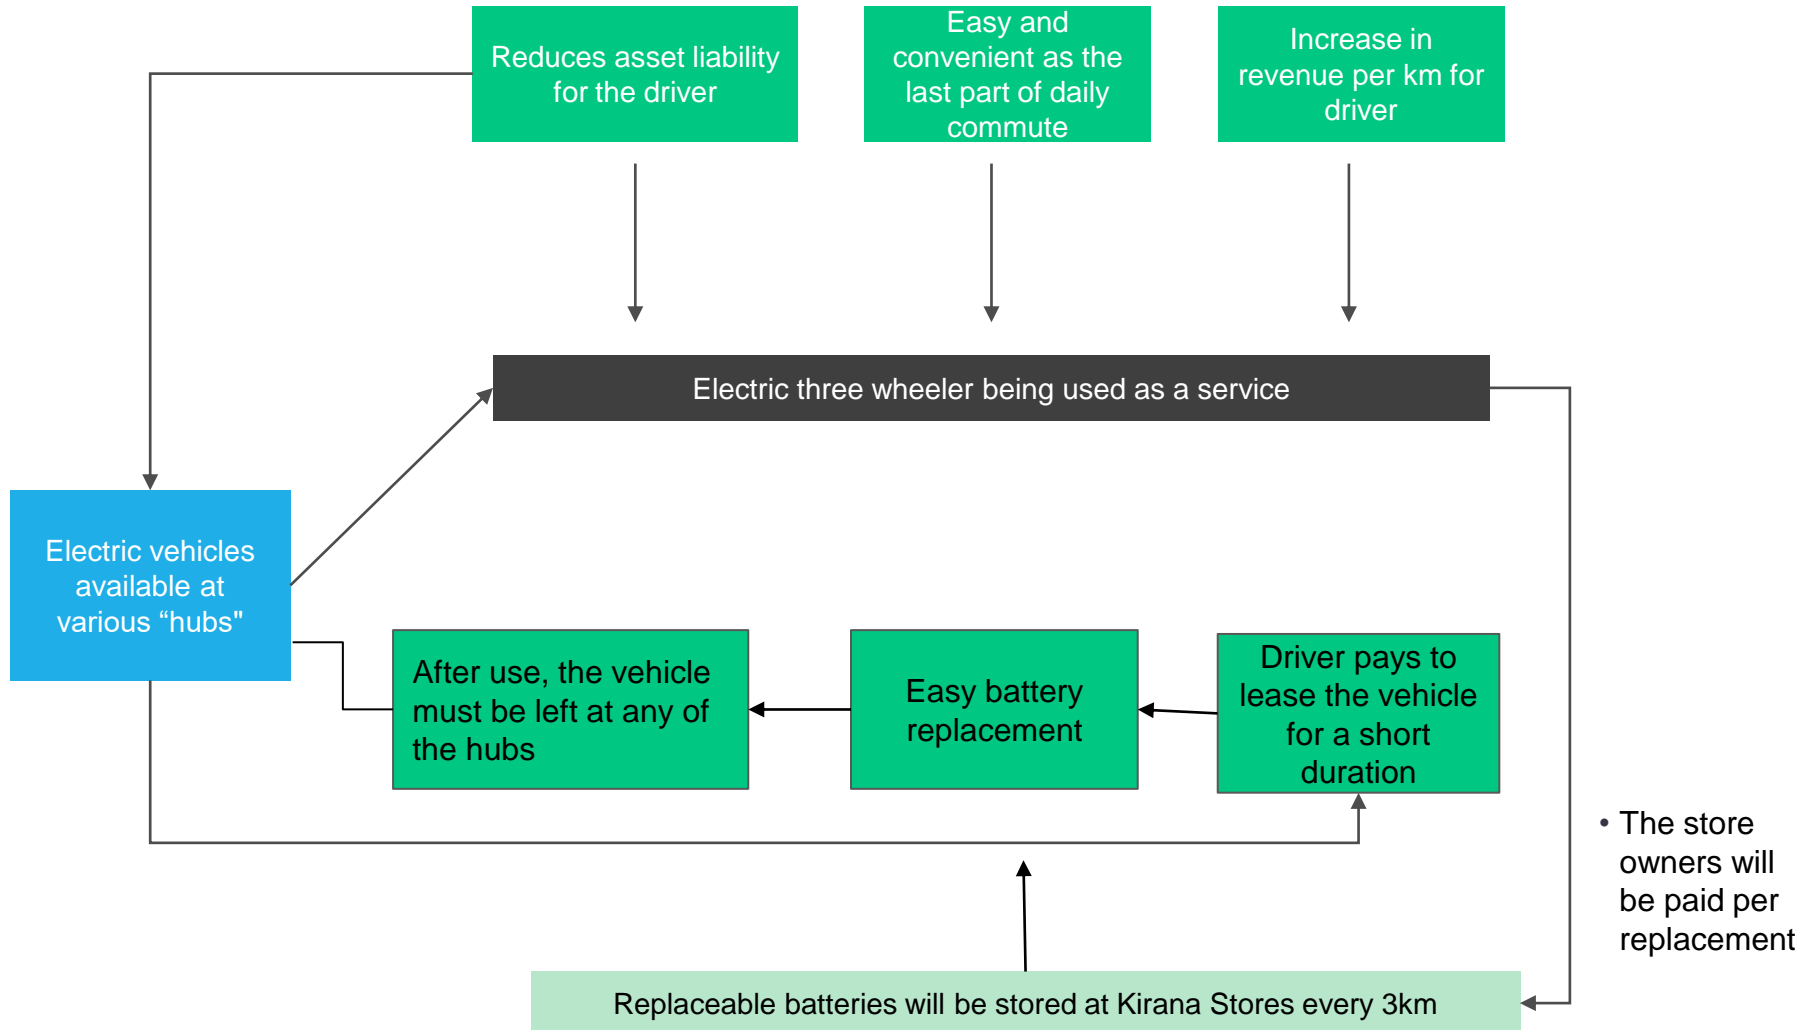 Reduces asset liability
for the driver
Easy and
convenient as the
last part of daily
commute
Increase in
revenue per km for
driver
Electric three wheeler being used as a service
Electric vehicles
available at
various “hubs"
After use, the vehicle
must be left at any of
the hubs
Easy battery
replacement
Driver pays to
lease the vehicle
for a short
duration
• The store
owners will
be paid per
replacement
Replaceable batteries will be stored at Kirana Stores every 3km